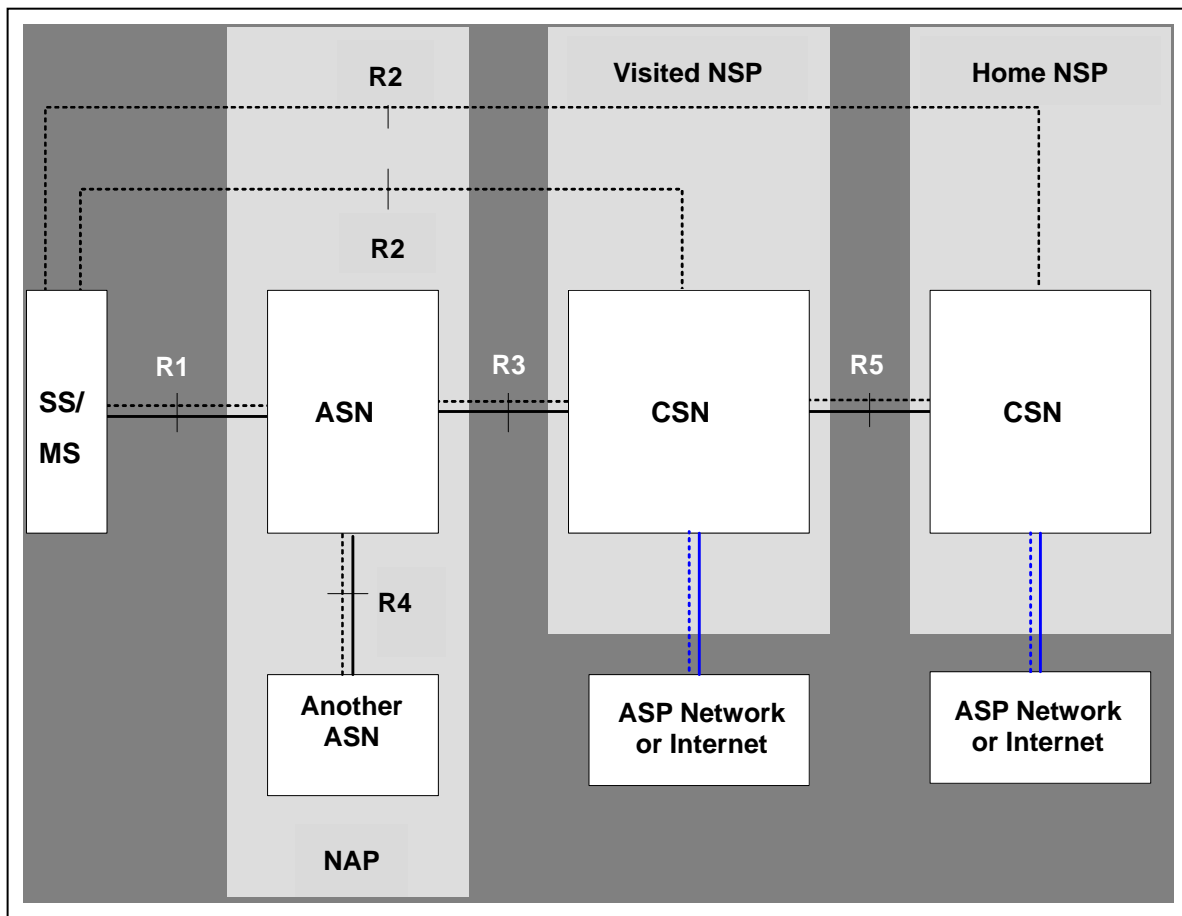 R2
Visited NSP
Home NSP
R2
R1
R3
R5
SS/
MS
ASN
CSN
CSN
R4
Another
ASN
ASP Network
or Internet
ASP Network
or Internet
NAP